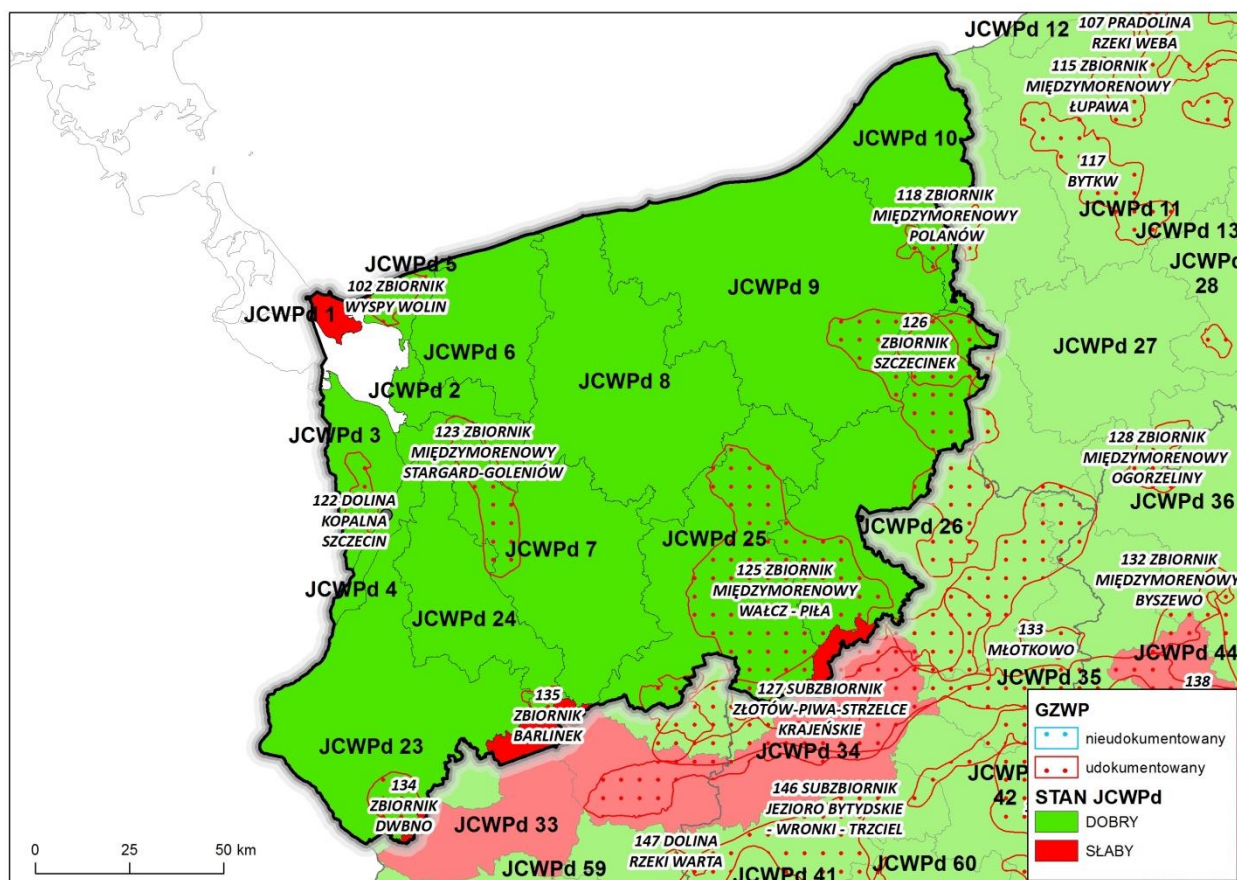 JCWPd 12
107 PRADOLINA
RZEKI WEBA
115 ZBIORNIK
MIĘDZYMORENOWY
ŁUPAWA
JCWPd 10
117
BYTKW
118 ZBIORNIK
MIĘDZYMORENOWY
POLANÓW
JCWPd 11
JCWPd 13
JCWPd
28
JCWPd 5
102 ZBIORNIK
WYSPY WOLIN
JCWPd 1
JCWPd 9
126
ZBIORNIK
SZCZECINEK
JCWPd 6
JCWPd 27
JCWPd 8
JCWPd 2
JCWPd 3
123 ZBIORNIK
MIĘDZYMORENOWY
STARGARD-GOLENIÓW
128 ZBIORNIK
MIĘDZYMORENOWY
OGORZELINY
JCWPd 36
122 DOLINA
KOPALNA
SZCZECIN
JCWPd 26
JCWPd 7
JCWPd 25
125 ZBIORNIK
MIĘDZYMORENOWY
WAŁCZ - PIŁA
132 ZBIORNIK
MIĘDZYMORENOWY
BYSZEWO
JCWPd 4
JCWPd 24
133
MŁOTKOWO
JCWPd 44
JCWPd 35
138
127 SUBZBIORNIK
ZŁOTÓW-PIWA-STRZELCE
KRAJEŃSKIE
135
ZBIORNIK
BARLINEK
JCWPd 23
JCWPd 34
134
ZBIORNIK
DWBNO
146 SUBZBIORNIK
JEZIORO BYTYDSKIE
- WRONKI - TRZCIEL
JCWP
42
JCWPd 33
147 DOLINA
RZEKI WARTA
JCWPd 59
JCWPd 41
JCWPd 60
GZWP
nieudokumentowany
udokumentowany
STAN JCWPd
DOBRY
SŁABY
0 25 50 km